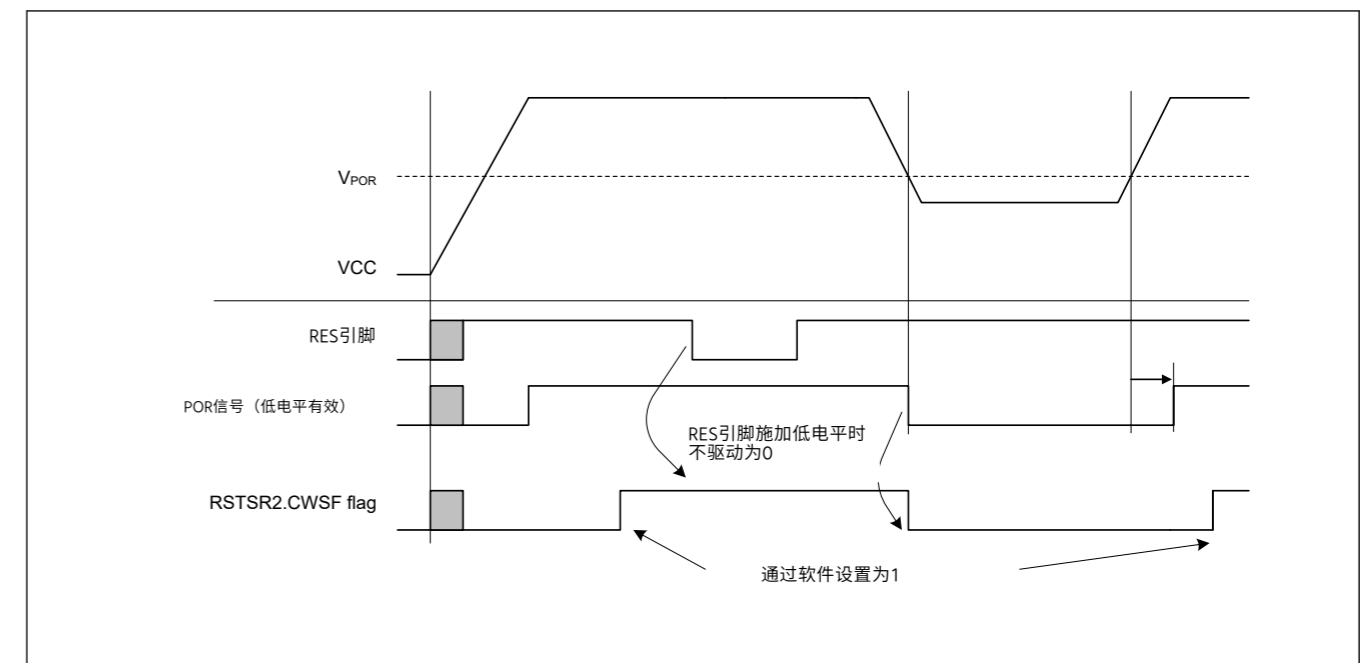 VPOR
VCC
RES引脚
POR信号（低电平有效）
RES引脚施加低电平时
不驱动为0
RSTSR2.CWSF flag
通过软件设置为1